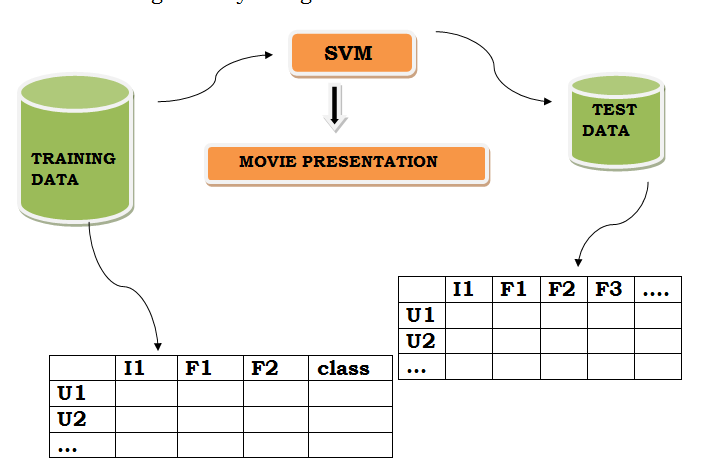 SVM
TRAINING
DATA
MOVIE PRESENTATION
TEST
DATA
I1 F1 F2 F3 ....
U1
U2
...
I1 F1 F2 class
U1
U2
...